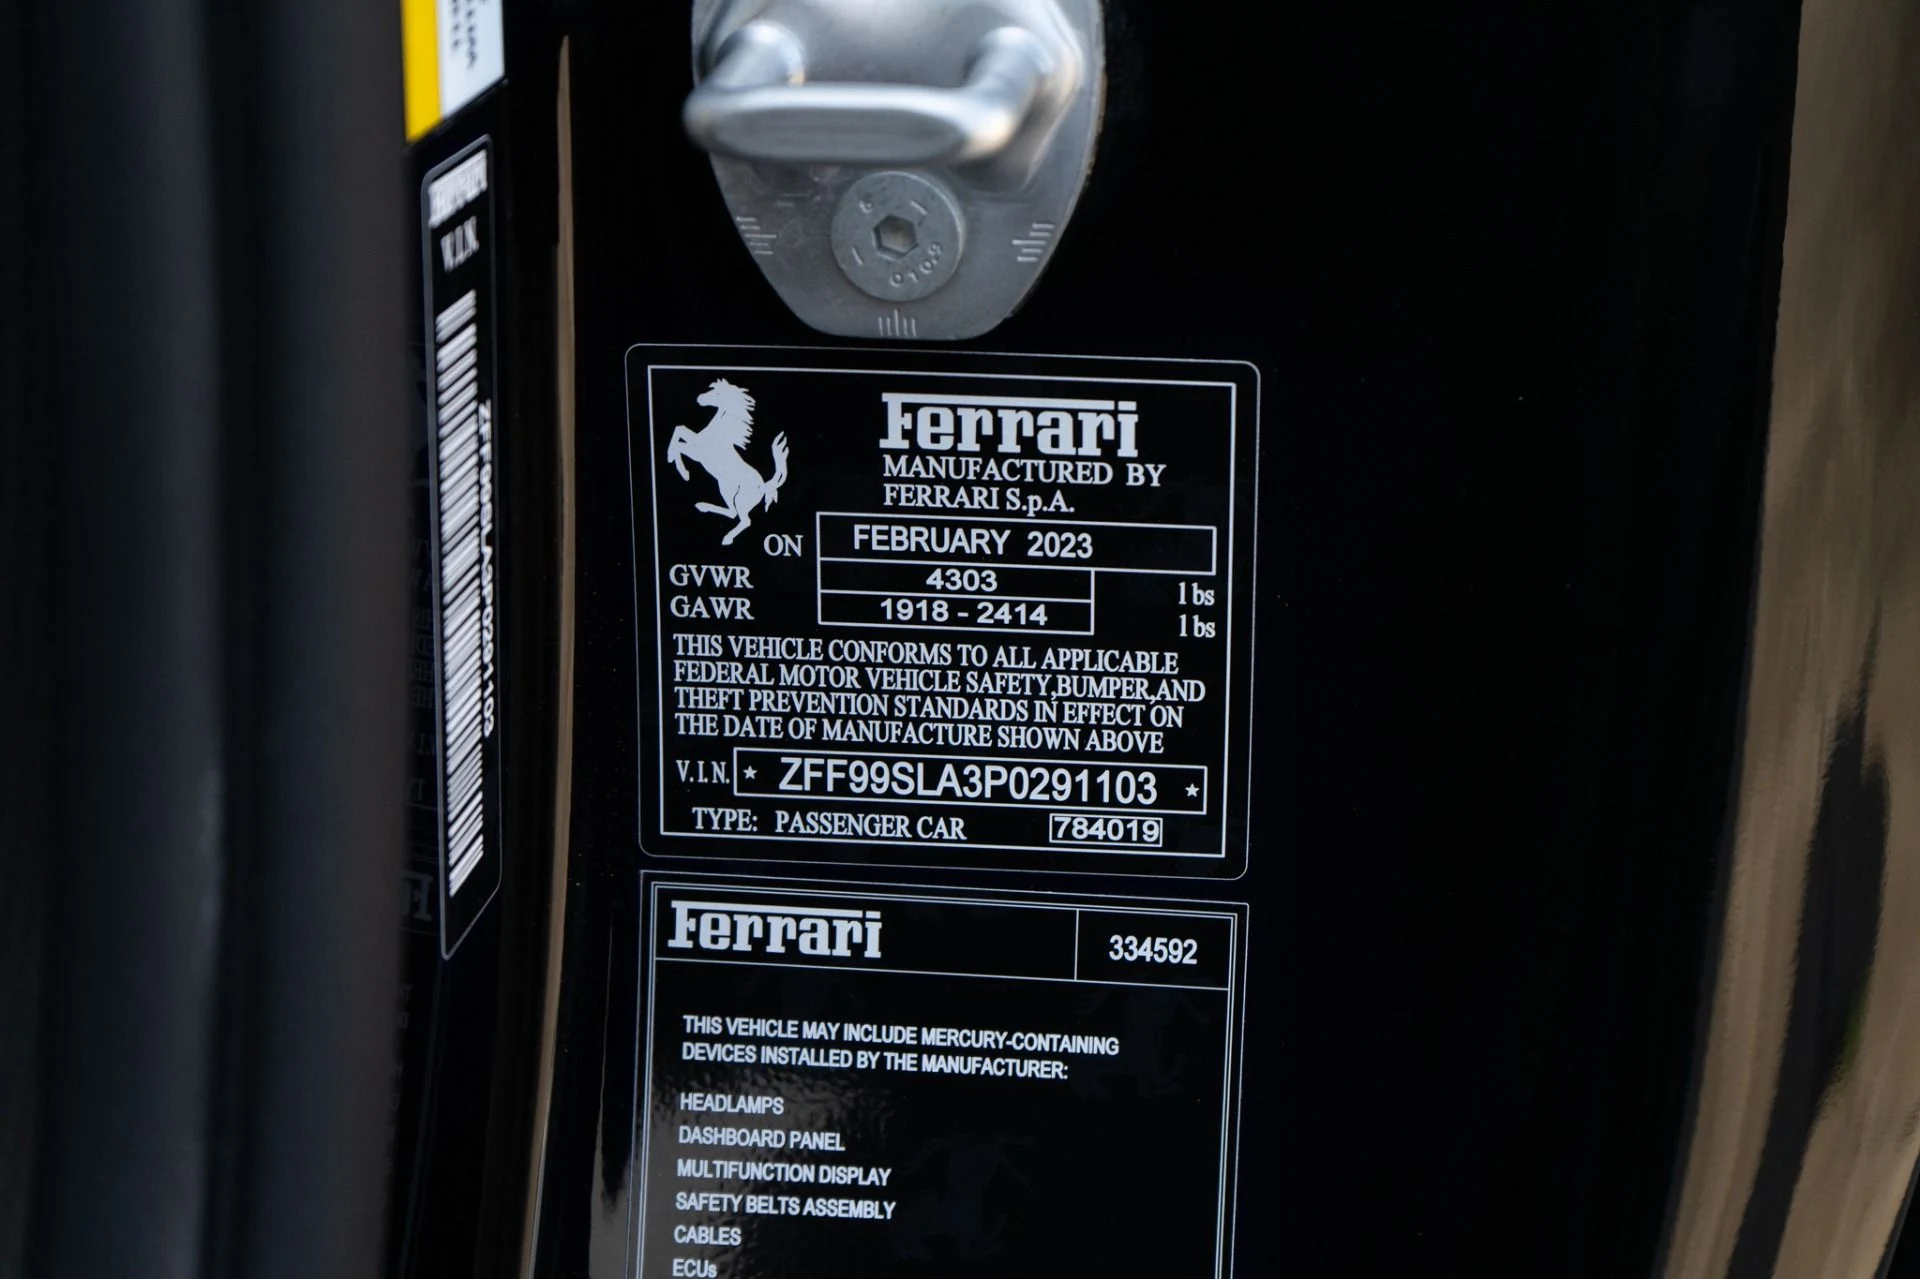 Ferrari
V.I.N.
ZFF99SLA3P0291103
Ferrari
MANUFACTURED BY
FERRARI S.p.A.
ON FEBRUARY 2023
GVWR 4303 lbs
GAWR 1918 - 2414 lbs
THIS VEHICLE CONFORMS TO ALL APPLICABLE
FEDERAL MOTOR VEHICLE SAFETY,BUMPER,AND
THEFT PREVENTION STANDARDS IN EFFECT ON
THE DATE OF MANUFACTURE SHOWN ABOVE
V.I.N. * ZFF99SLA3P0291103 *
TYPE: PASSENGER CAR 784019
Ferrari 334592
THIS VEHICLE MAY INCLUDE MERCURY-CONTAINING
DEVICES INSTALLED BY THE MANUFACTURER:
HEADLAMPS
DASHBOARD PANEL
MULTIFUNCTION DISPLAY
SAFETY BELTS ASSEMBLY
CABLES
ECUs